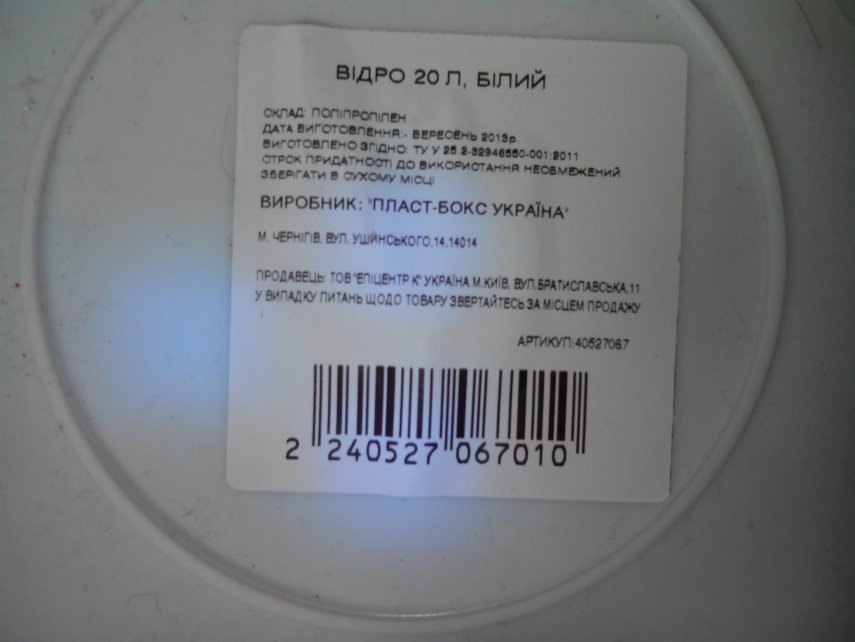 ВІДРО 20 Л, БІЛИЙ
СКЛАД: ПОЛІПРОПІЛЕН
ДАТА ВИГОТОВЛЕННЯ:- ВЕРЕСЕНЬ 2013р
ВИГОТОВЛЕНО ЗГІДНО: ТУ У 25.2-32946550-001:2011
СТРОК ПРИДАТНОСТІ ДО ВИКОРИСТАННЯ НЕОБМЕЖЕНИЙ
ЗБЕРІГАТИ В СУХОМУ МІСЦІ
ВИРОБНИК: "ПЛАСТ-БОКС УКРАЇНА"
М. ЧЕРНІГІВ, ВУЛ. УШИНСЬКОГО,14,14014
ПРОДАВЕЦЬ: ТОВ "ЕПІЦЕНТР К" УКРАЇНА М.КИЇВ, ВУЛ.БРАТИСЛАВСЬКА,11
У ВИПАДКУ ПИТАНЬ ЩОДО ТОВАРУ ЗВЕРТАЙТЕСЬ ЗА МІСЦЕМ ПРОДАЖУ
АРТИКУЛ:40527067
2 240527 067010